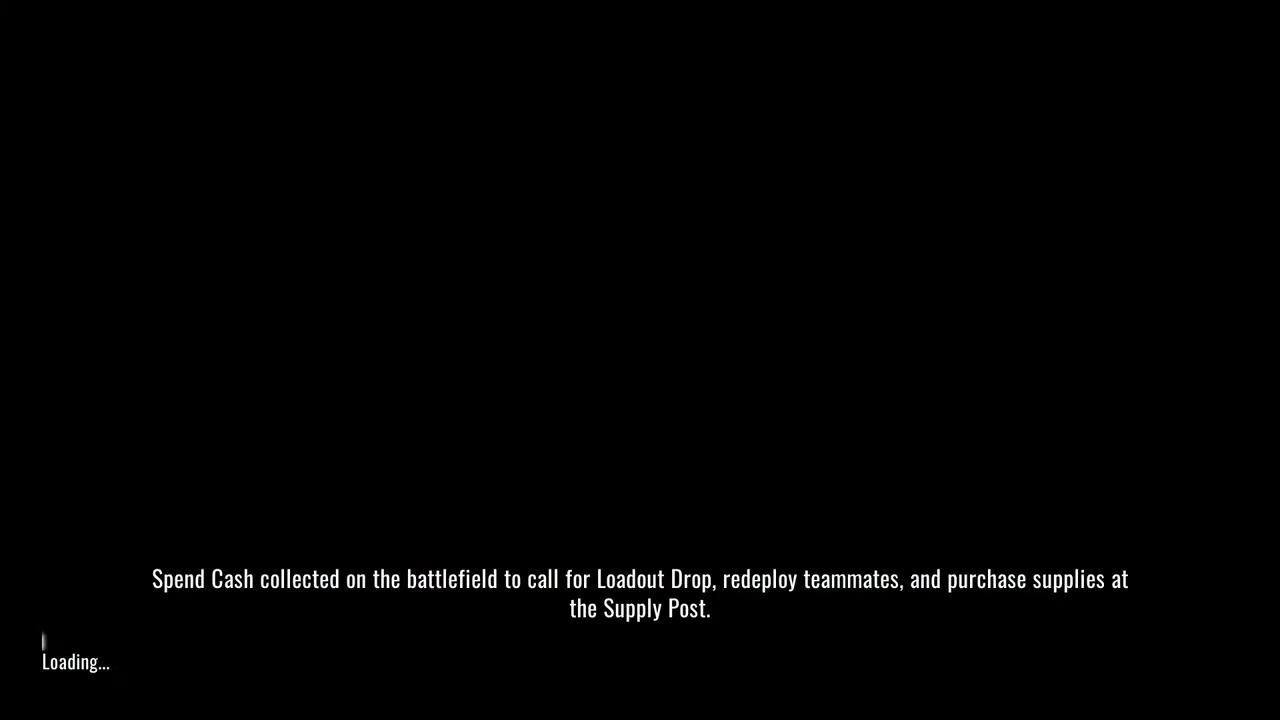 Spend Cash collected on the battlefield to call for Loadout Drop, redeploy teammates, and purchase supplies at
the Supply Post.
Loading...